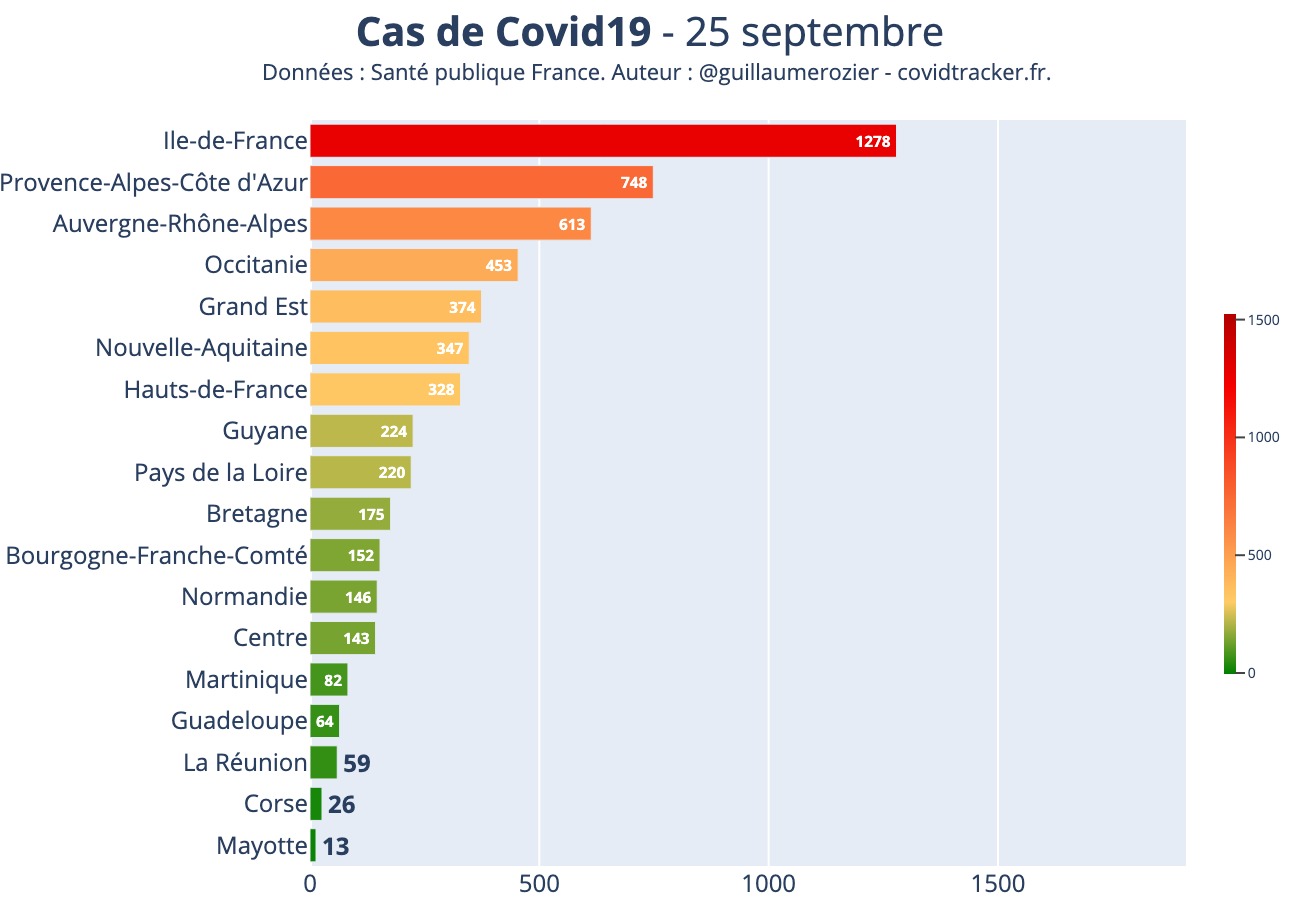 Cas de Covid19 - 25 septembre
Données : Santé publique France. Auteur : @guillaumerozier - covidtracker.fr.
Ile-de-France 1278
Provence-Alpes-Côte d'Azur 748
Auvergne-Rhône-Alpes 613
Occitanie 453
Grand Est 374
Nouvelle-Aquitaine 347
Hauts-de-France 328
Guyane 224
Pays de la Loire 220
Bretagne 175
Bourgogne-Franche-Comté 152
Normandie 146
Centre 143
Martinique 82
Guadeloupe 64
La Réunion 59
Corse 26
Mayotte 13
0 500 1000 1500
1500
1000
500
0